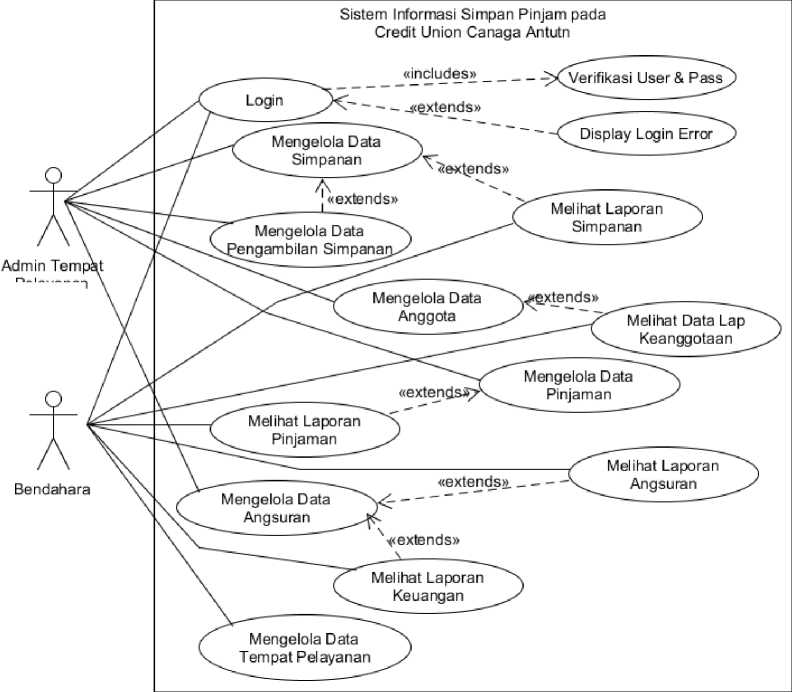 Sistem Informasi Simpan Pinjam pada
Credit Union Canaga Antutn
«includes»
Verifikasi User & Pass
Login
«extends»
Display Login Error
Mengelola Data
Simpanan
«extends»
«extends»
Melihat Laporan
Simpanan
Mengelola Data
Pengambilan Simpanan
Admin Tempat
Pelayanan
Mengelola Data
Anggota
«extends»
Melihat Data Lap
Keanggotaan
Mengelola Data
Pinjaman
«extends»
Melihat Laporan
Pinjaman
Bendahara
Melihat Laporan
Angsuran
«extends»
Mengelola Data
Angsuran
«extends»
Melihat Laporan
Keuangan
Mengelola Data
Tempat Pelayanan